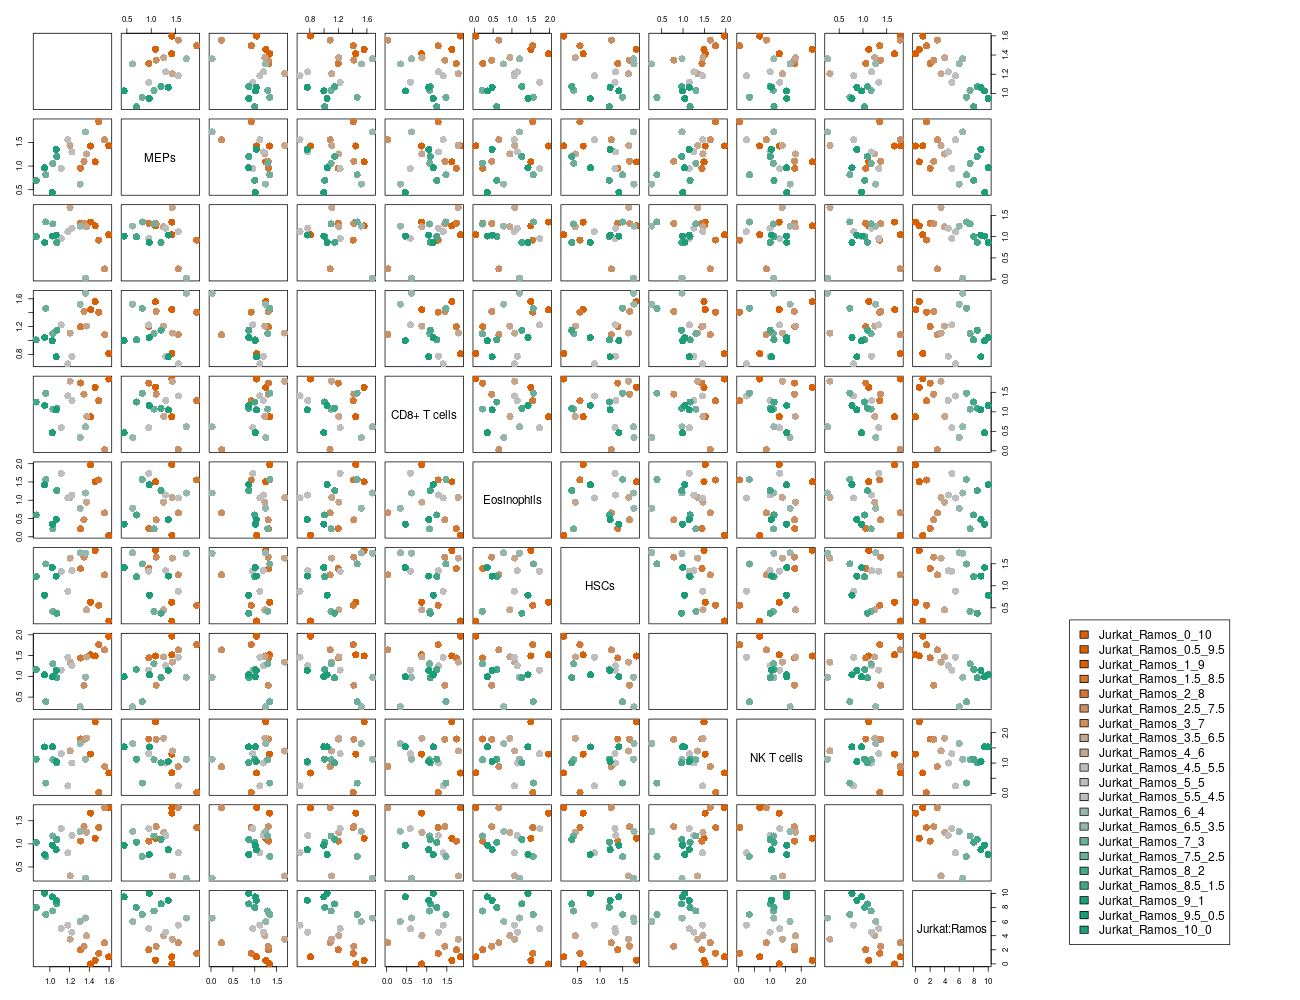 0.5 1.0 1.5 0.8 1.2 1.6 0.0 0.5 1.0 1.5 2.0 0.5 1.0 1.5 2.0 0.5 1.0 1.5
1.0 1.2 1.4 1.6
MEPs
0.5 1.0 1.5
0.0 0.5 1.0 1.5
0.8 1.2 1.6
CD8+ T cells
0.0 0.5 1.0 1.5
Eosinophils
0.0 0.5 1.0 1.5 2.0
HSCs
0.5 1.0 1.5
0.5 1.0 1.5 2.0
NK T cells
0.0 1.0 2.0
0.5 1.0 1.5
Jurkat:Ramos
0 2 4 6 8 10
1.0 1.2 1.4 1.6 0.0 0.5 1.0 1.5 0.0 0.5 1.0 1.5 0.5 1.0 1.5 0.0 1.0 2.0 0 2 4 6 8 10
Jurkat_Ramos_0_10
Jurkat_Ramos_0.5_9.5
Jurkat_Ramos_1_9
Jurkat_Ramos_1.5_8.5
Jurkat_Ramos_2_8
Jurkat_Ramos_2.5_7.5
Jurkat_Ramos_3_7
Jurkat_Ramos_3.5_6.5
Jurkat_Ramos_4_6
Jurkat_Ramos_4.5_5.5
Jurkat_Ramos_5_5
Jurkat_Ramos_5.5_4.5
Jurkat_Ramos_6_4
Jurkat_Ramos_6.5_3.5
Jurkat_Ramos_7_3
Jurkat_Ramos_7.5_2.5
Jurkat_Ramos_8_2
Jurkat_Ramos_8.5_1.5
Jurkat_Ramos_9_1
Jurkat_Ramos_9.5_0.5
Jurkat_Ramos_10_0